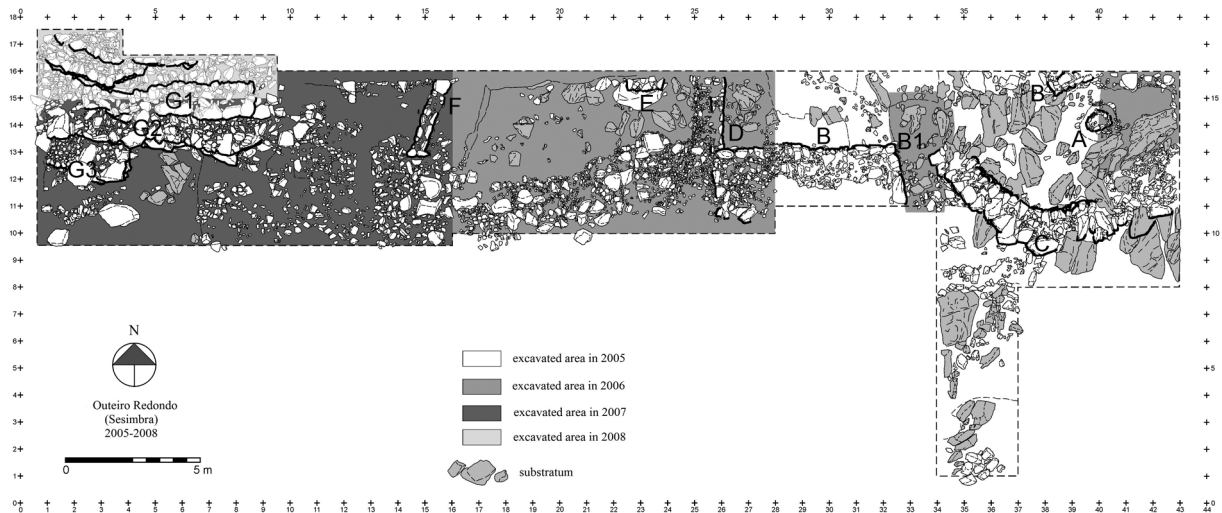 0 5 10 15 20 25 30 35 40
18
17
16
15
14
13
12
11
10
9
8
7
6
5
4
3
2
1
0
G1
G2
G3
F
E
D
B
B1
B
A
C
15
10
5
0
N
Outeiro Redondo
(Sesimbra)
2005-2008
0 5 m
excavated area in 2005
excavated area in 2006
excavated area in 2007
excavated area in 2008
substratum
0 1 2 3 4 5 6 7 8 9 10 11 12 13 14 15 16 17 18 19 20 21 22 23 24 25 26 27 28 29 30 31 32 33 34 35 36 37 38 39 40 41 42 43 44